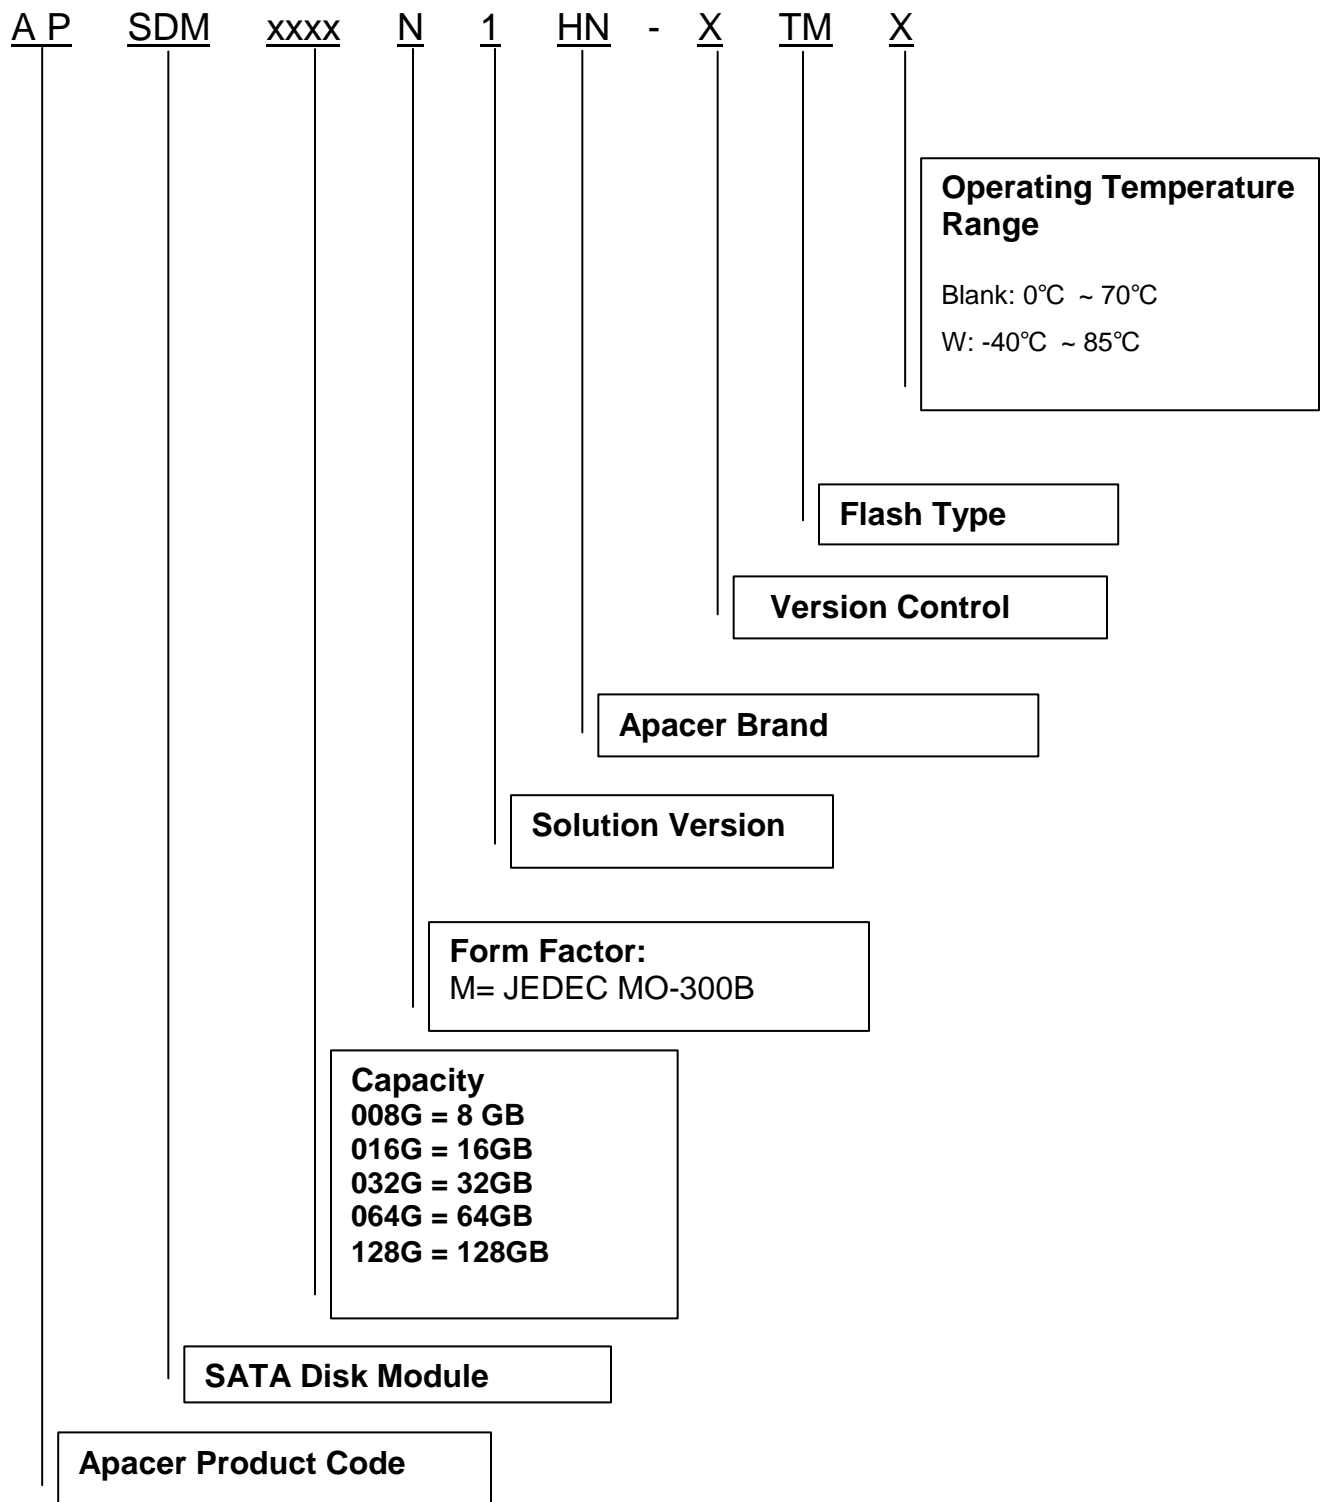 A P SDM xxxx N 1 HN - X TM X
Operating Temperature
Range
Blank: 0℃ ~ 70℃
W: -40℃ ~ 85℃
Flash Type
Version Control
Apacer Brand
Solution Version
Form Factor:
M= JEDEC MO-300B
Capacity
008G = 8 GB
016G = 16GB
032G = 32GB
064G = 64GB
128G = 128GB
SATA Disk Module
Apacer Product Code